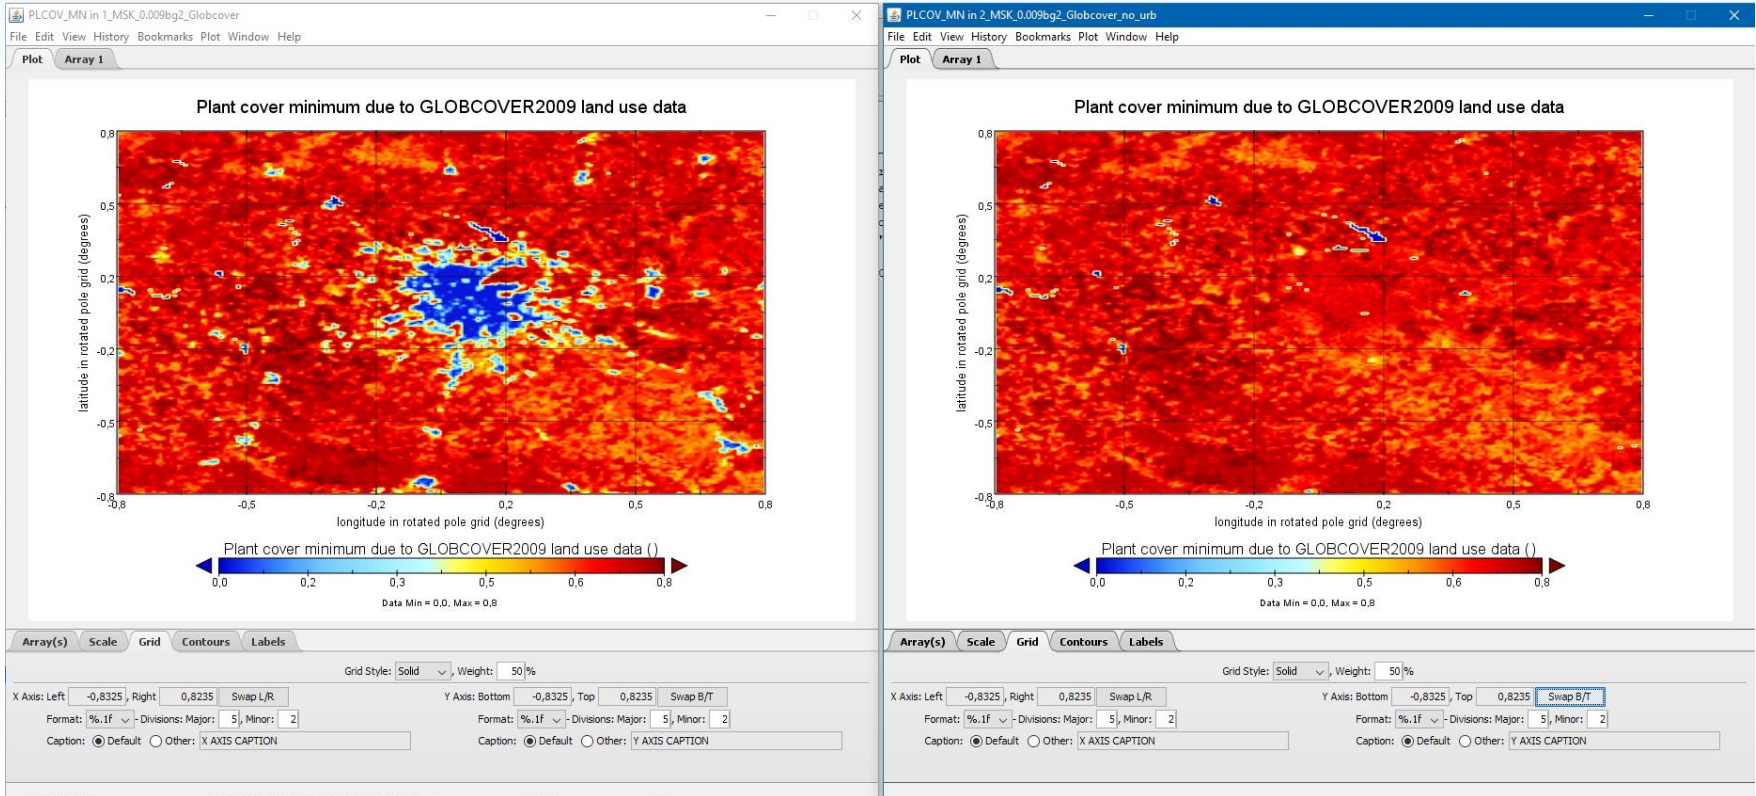 PLCOV_MN in 1_MSK_0.009bg2_Globcover
File Edit View History Bookmarks Plot Window Help
Plot Array 1
Plant cover minimum due to GLOBCOVER2009 land use data
0,8
0,5
0,2
-0,2
-0,5
-0,8
latitude in rotated pole grid (degrees)
-0,8 -0,5 -0,2 0,2 0,5 0,8
longitude in rotated pole grid (degrees)
Plant cover minimum due to GLOBCOVER2009 land use data ()
0,0 0,2 0,3 0,5 0,6 0,8
Data Min = 0,0, Max = 0,8
Array(s) Scale Grid Contours Labels
Grid Style: Solid , Weight: 50 %
X Axis: Left -0,8325 , Right 0,8235 Swap L/R Y Axis: Bottom -0,8325 , Top 0,8235 Swap B/T
Format: %.1f - Divisions: Major: 5 , Minor: 2 Format: %.1f - Divisions: Major: 5 , Minor: 2
Caption: Default Other: X AXIS CAPTION Caption: Default Other: Y AXIS CAPTION
PLCOV_MN in 2_MSK_0.009bg2_Globcover_no_urb
File Edit View History Bookmarks Plot Window Help
Plot Array 1
Plant cover minimum due to GLOBCOVER2009 land use data
0,8
0,5
0,2
-0,2
-0,5
-0,8
latitude in rotated pole grid (degrees)
-0,8 -0,5 -0,2 0,2 0,5 0,8
longitude in rotated pole grid (degrees)
Plant cover minimum due to GLOBCOVER2009 land use data ()
0,0 0,2 0,3 0,5 0,6 0,8
Data Min = 0,0, Max = 0,8
Array(s) Scale Grid Contours Labels
Grid Style: Solid , Weight: 50 %
X Axis: Left -0,8325 , Right 0,8235 Swap L/R Y Axis: Bottom -0,8325 , Top 0,8235 Swap B/T
Format: %.1f - Divisions: Major: 5 , Minor: 2 Format: %.1f - Divisions: Major: 5 , Minor: 2
Caption: Default Other: X AXIS CAPTION Caption: Default Other: Y AXIS CAPTION